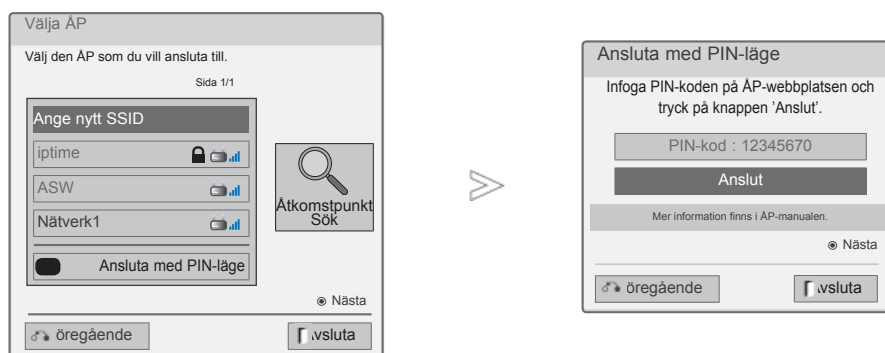 Välja ÅP
Välj den ÅP som du vill ansluta till.
Sida 1/1
Ange nytt SSID
iptime
ASW
Nätverk1
Ansluta med PIN-läge
Åtkomstpunkt
Sök
Nästa
öregående
vsluta
Ansluta med PIN-läge
Infoga PIN-koden på ÅP-webbplatsen och
tryck på knappen 'Anslut'.
PIN-kod : 12345670
Anslut
Mer information finns i ÅP-manualen.
Nästa
öregående
vsluta